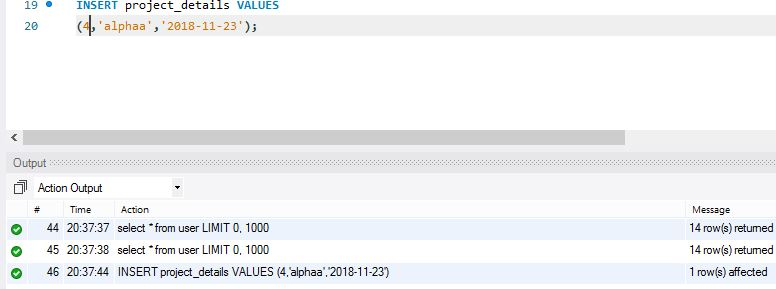 19 INSERT project_details VALUES
20 (4,'alphaa','2018-11-23');
Output
Action Output
# Time Action Message
44 20:37:37 select * from user LIMIT 0, 1000 14 row(s) returned
45 20:37:38 select * from user LIMIT 0, 1000 14 row(s) returned
46 20:37:44 INSERT project_details VALUES (4,'alphaa','2018-11-23') 1 row(s) affected